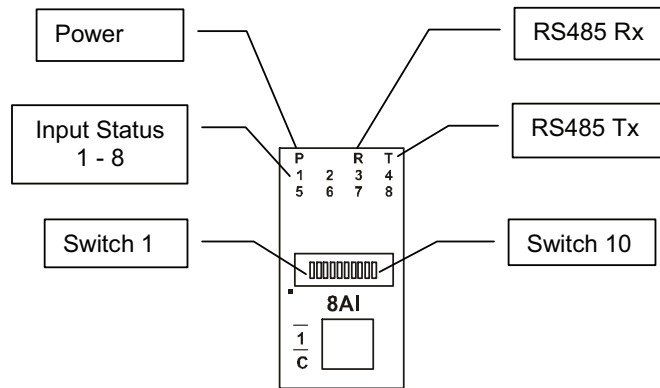 Power
RS485 Rx
Input Status
1 - 8
RS485 Tx
P R T
1 2 3 4
5 6 7 8
Switch 1
Switch 10
8AI
1
C